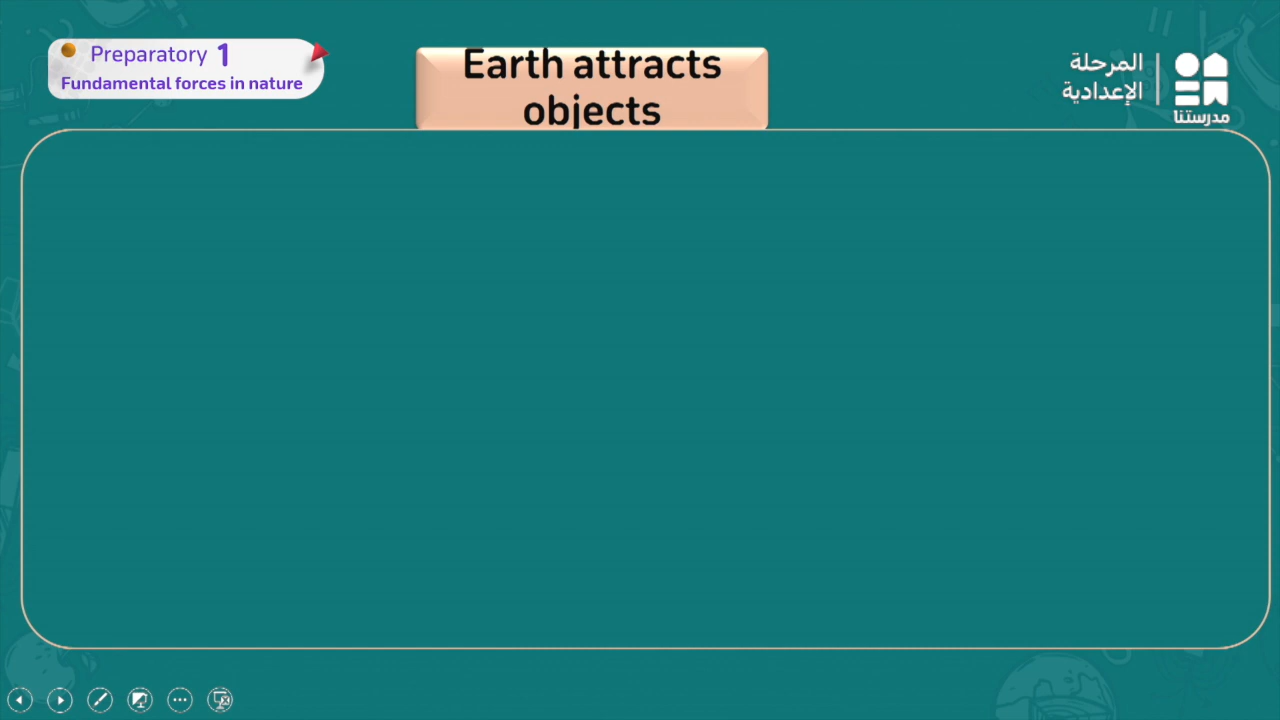 Preparatory 1
Fundamental forces in nature
Earth attracts
objects
المرحلة
الإعدادية
مدرستنا